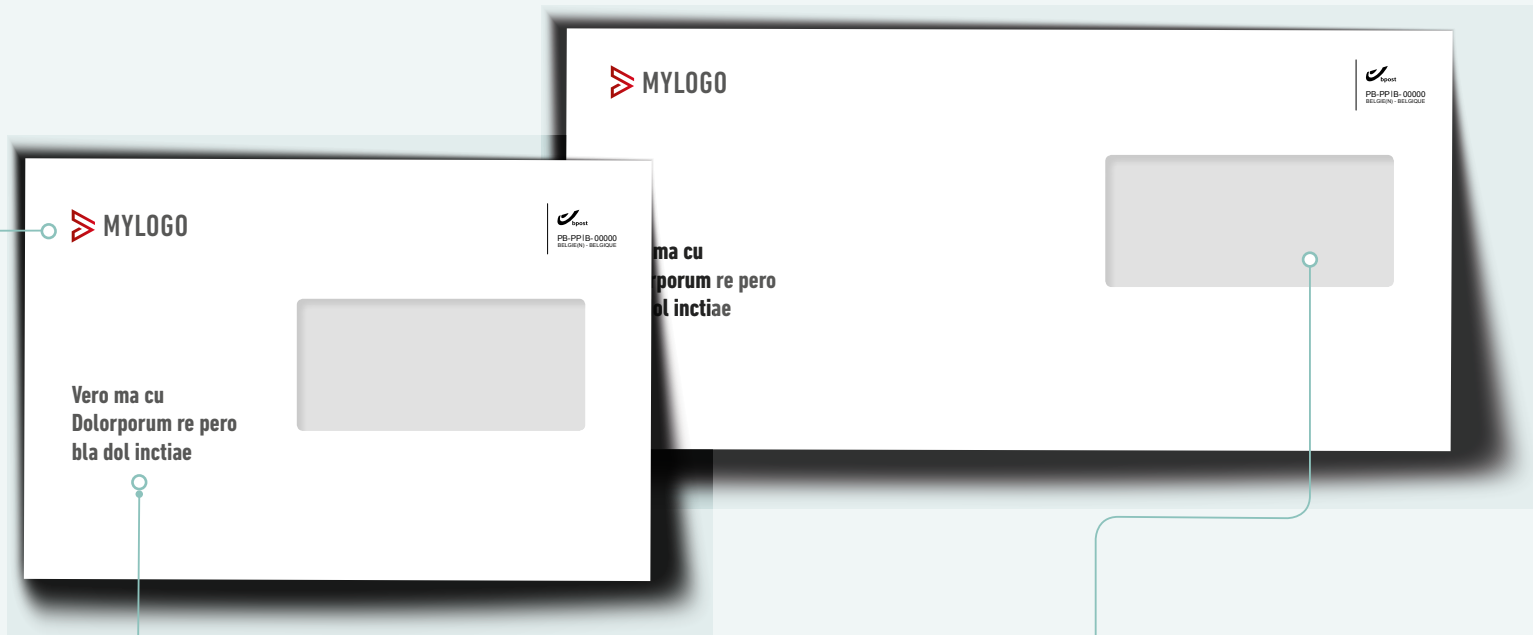 MYLOGO
bpost
PB-PP|B-00000
BELGIE(N) - BELGIQUE
Vero ma cu
Dolorporum re pero
bla dol inctiae
MYLOGO
bpost
PB-PP|B-00000
BELGIE(N) - BELGIQUE
ma cu
rporum re pero
ol inctiae